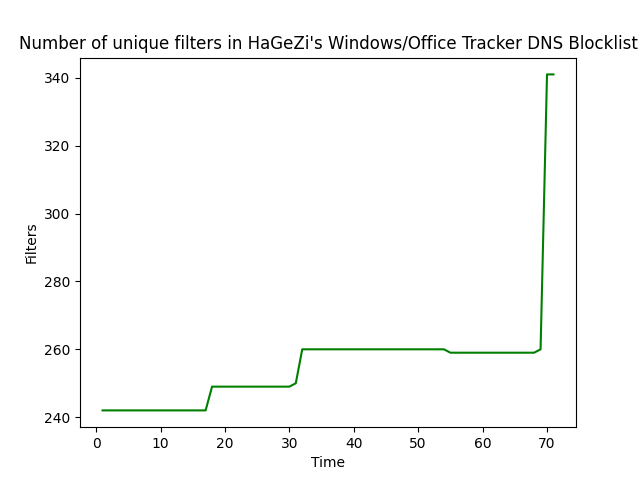 Number of unique filters in HaGeZi's Windows/Office Tracker DNS Blocklist
340
320
300
280
260
240
Filters
0 10 20 30 40 50 60 70
Time